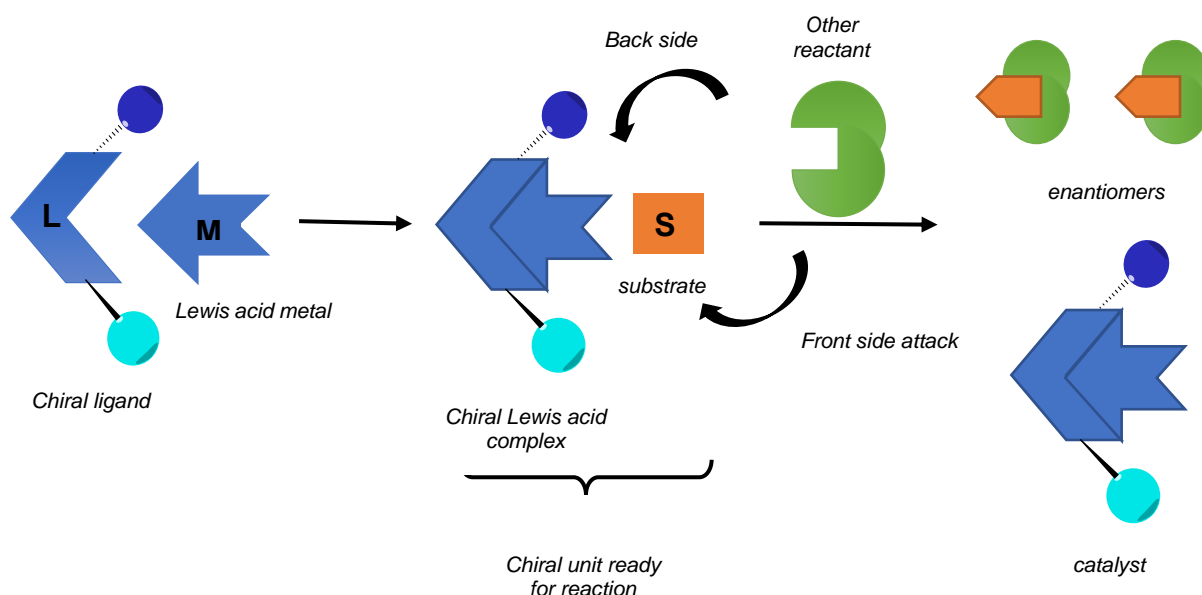 Back side
Other
reactant
L
M
S
enantiomers
substrate
Lewis acid metal
Front side attack
Chiral ligand
Chiral Lewis acid
complex
Chiral unit ready
for reaction
catalyst